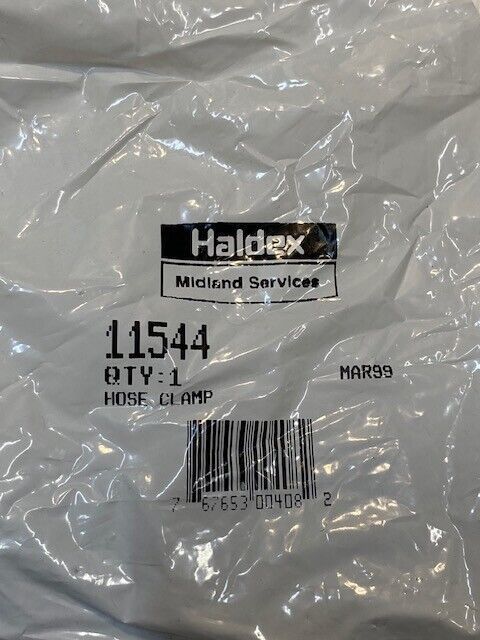 Haldex
Midland Services
11544
QTY:1
MAR99
HOSE CLAMP
7 67653 00408 2